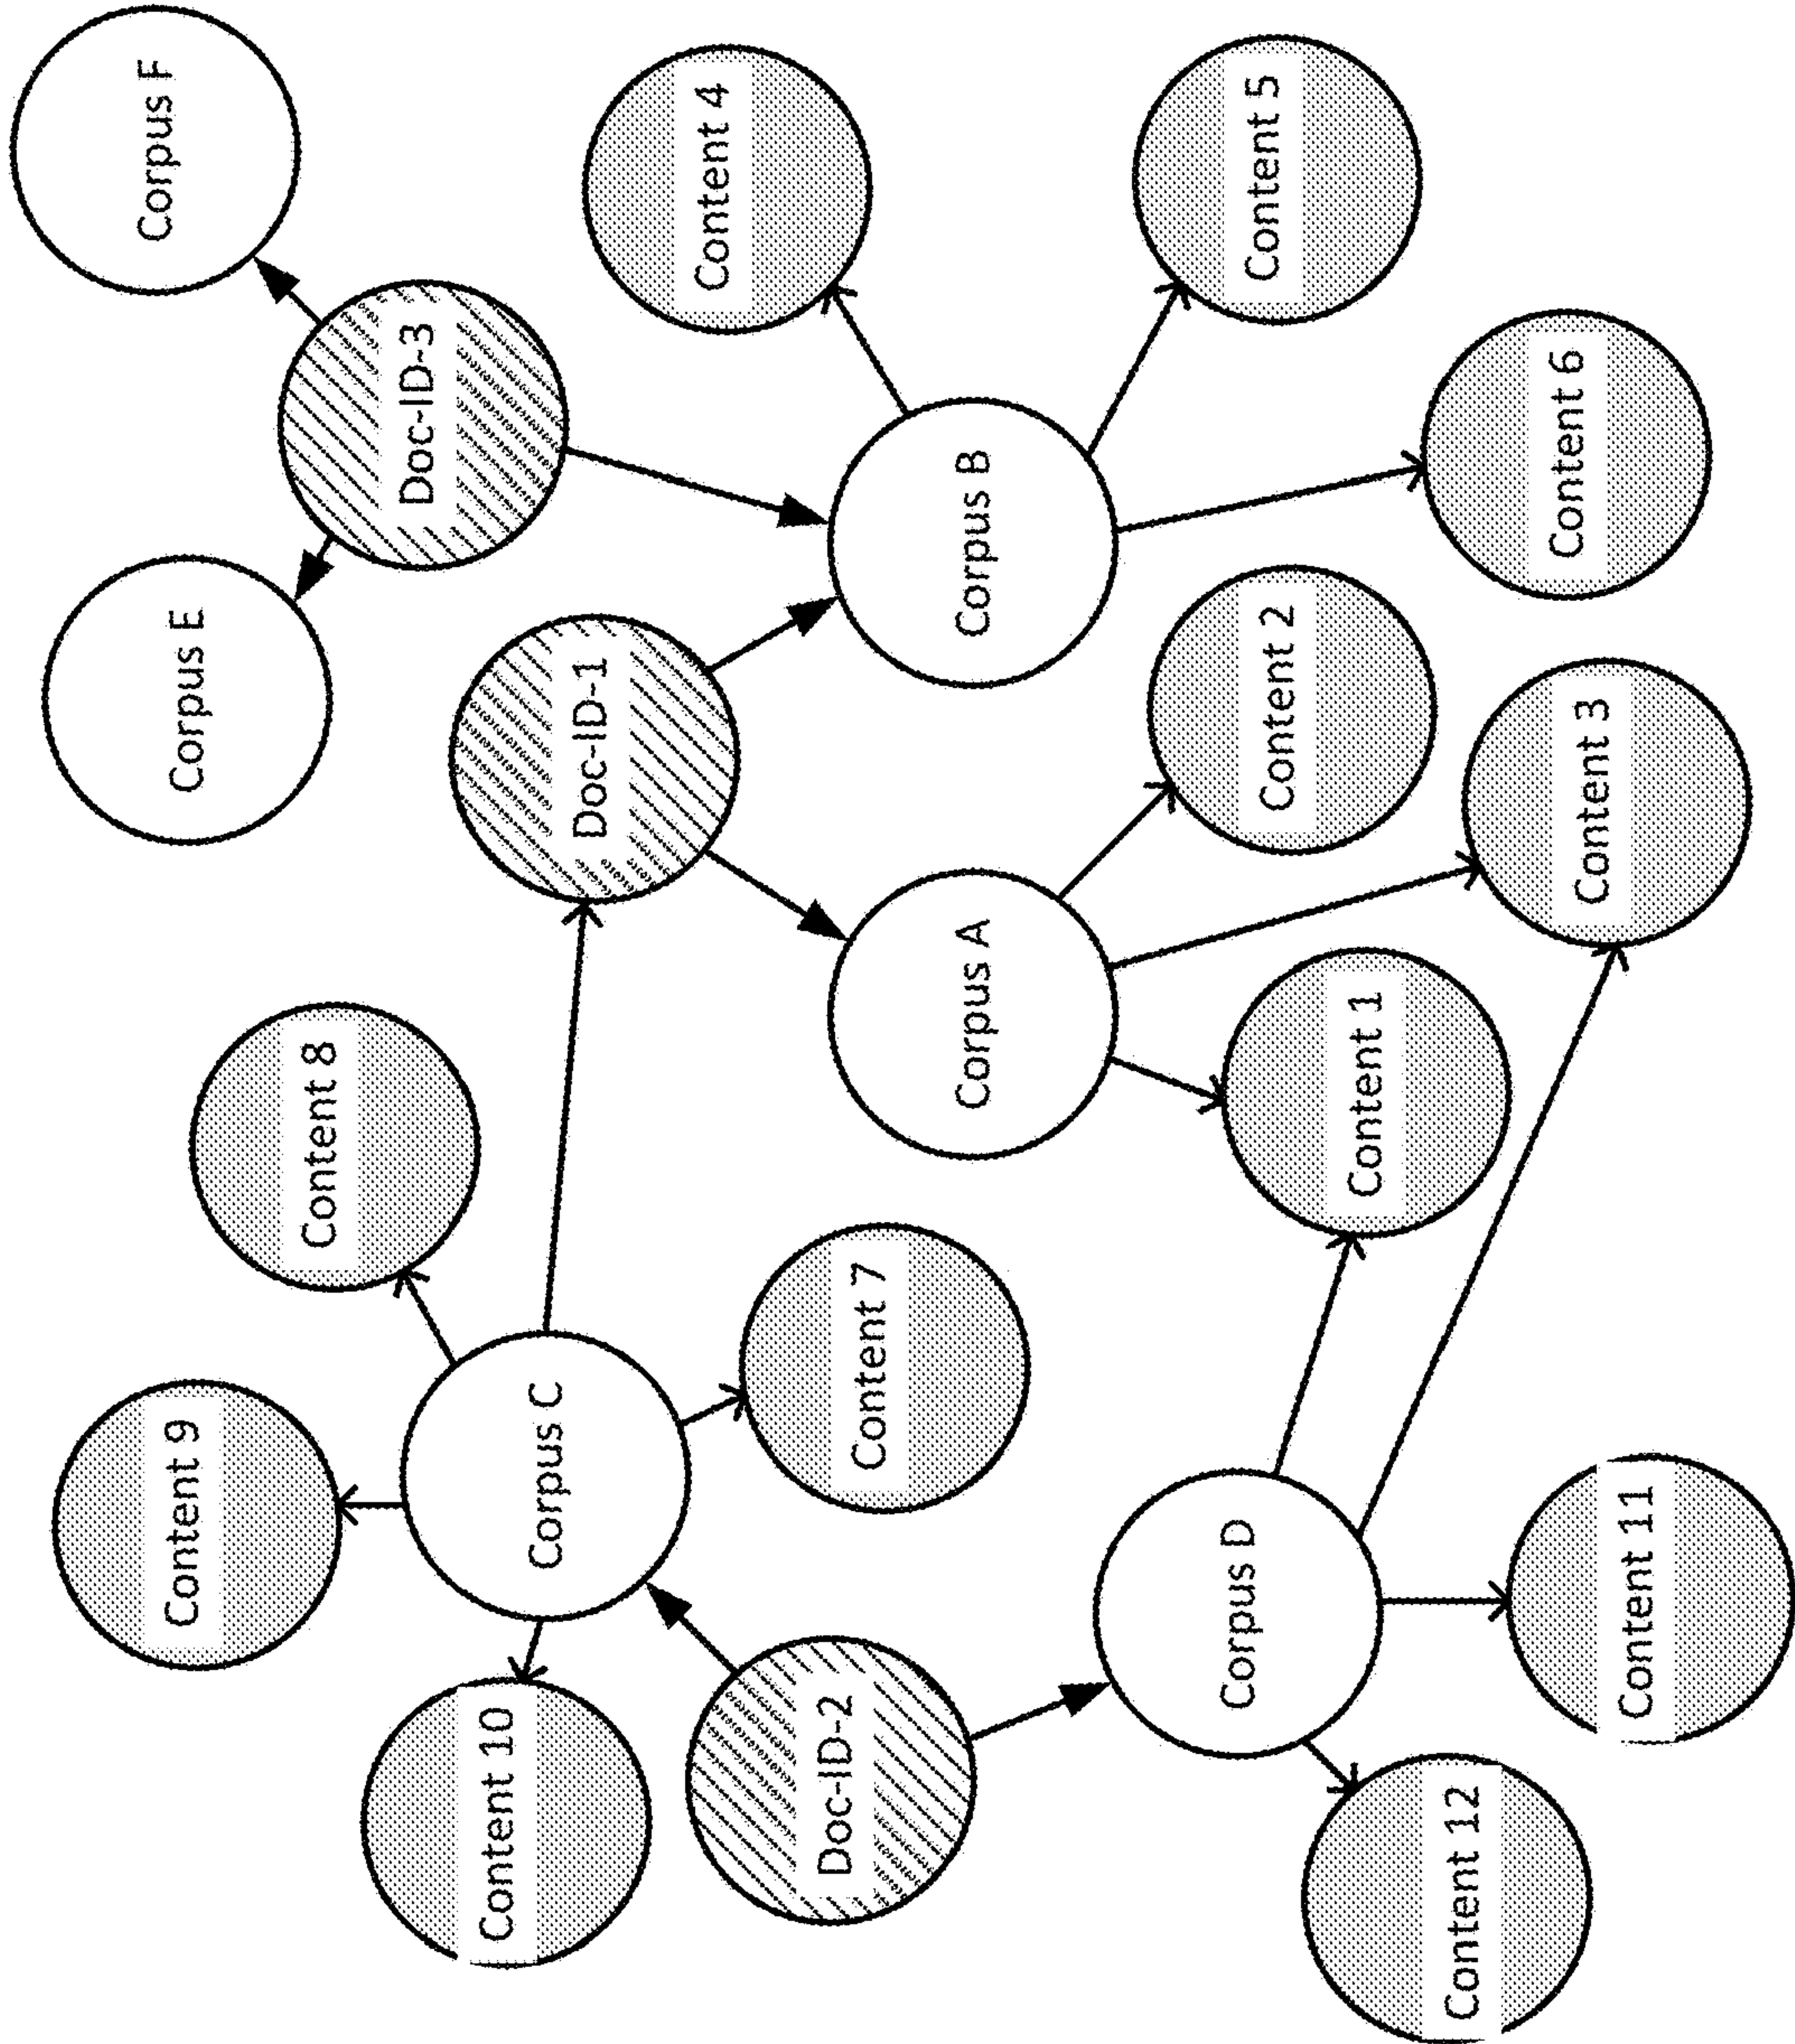 Content 9
Corpus E
Corpus F
Content 8
Doc-ID-3
Content 10
Corpus C
Doc-ID-1
Content 4
Doc-ID-2
Content 7
Corpus A
Corpus B
Corpus D
Content 2
Content 5
Content 1
Content 12
Content 11
Content 3
Content 6